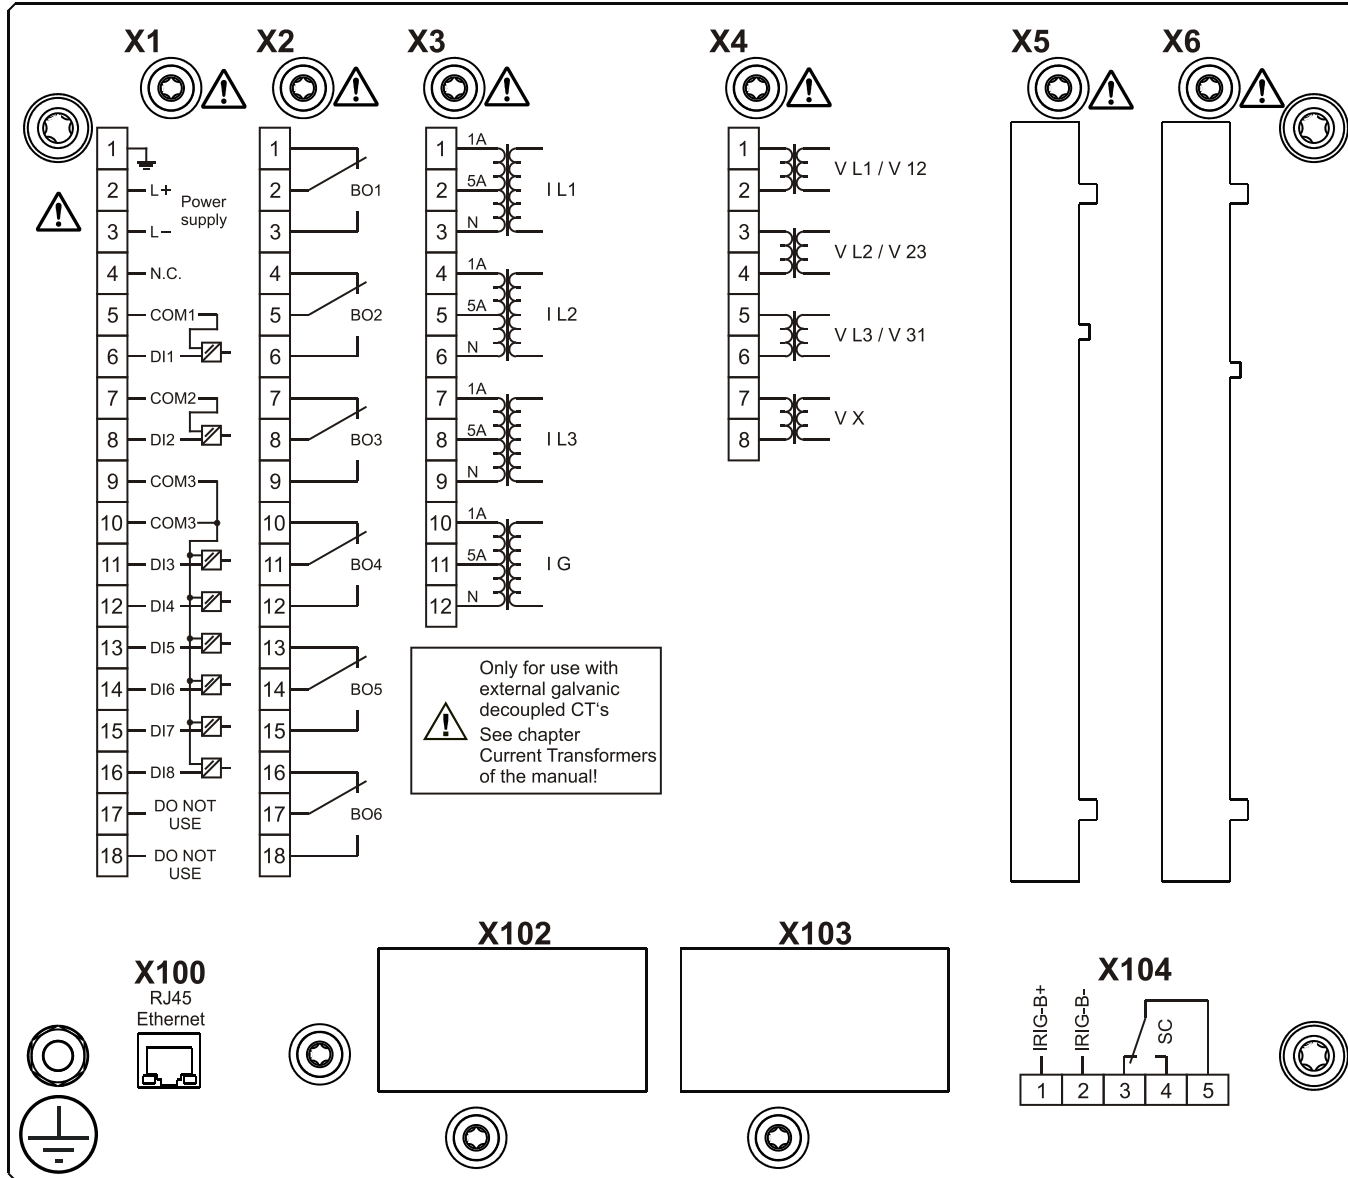 X1 X2 X3 X4 X5 X6
1
2 L+
3 L−
Power
supply
4 N.C.
5 COM1
6 DI1
7 COM2
8 DI2
9 COM3
10 COM3
11 DI3
12 DI4
13 DI5
14 DI6
15 DI7
16 DI8
17 DO NOT
USE
18 DO NOT
USE
1
2 BO1
3
4
5 BO2
6
7
8 BO3
9
10
11 BO4
12
13
14 BO5
15
16
17 BO6
18
1 1A
2 5A I L1
3 N
4 1A
5 5A I L2
6 N
7 1A
8 5A I L3
9 N
10 1A
11 5A I G
12 N
Only for use with
external galvanic
decoupled CT‘s
See chapter
Current Transformers
of the manual!
1
V L1 / V 12
2
3
V L2 / V 23
4
5
V L3 / V 31
6
7
V X
8
X100
RJ45
Ethernet
X102
X103
X104
IRIG-B+
IRIG-B-
SC
1 2 3 4 5